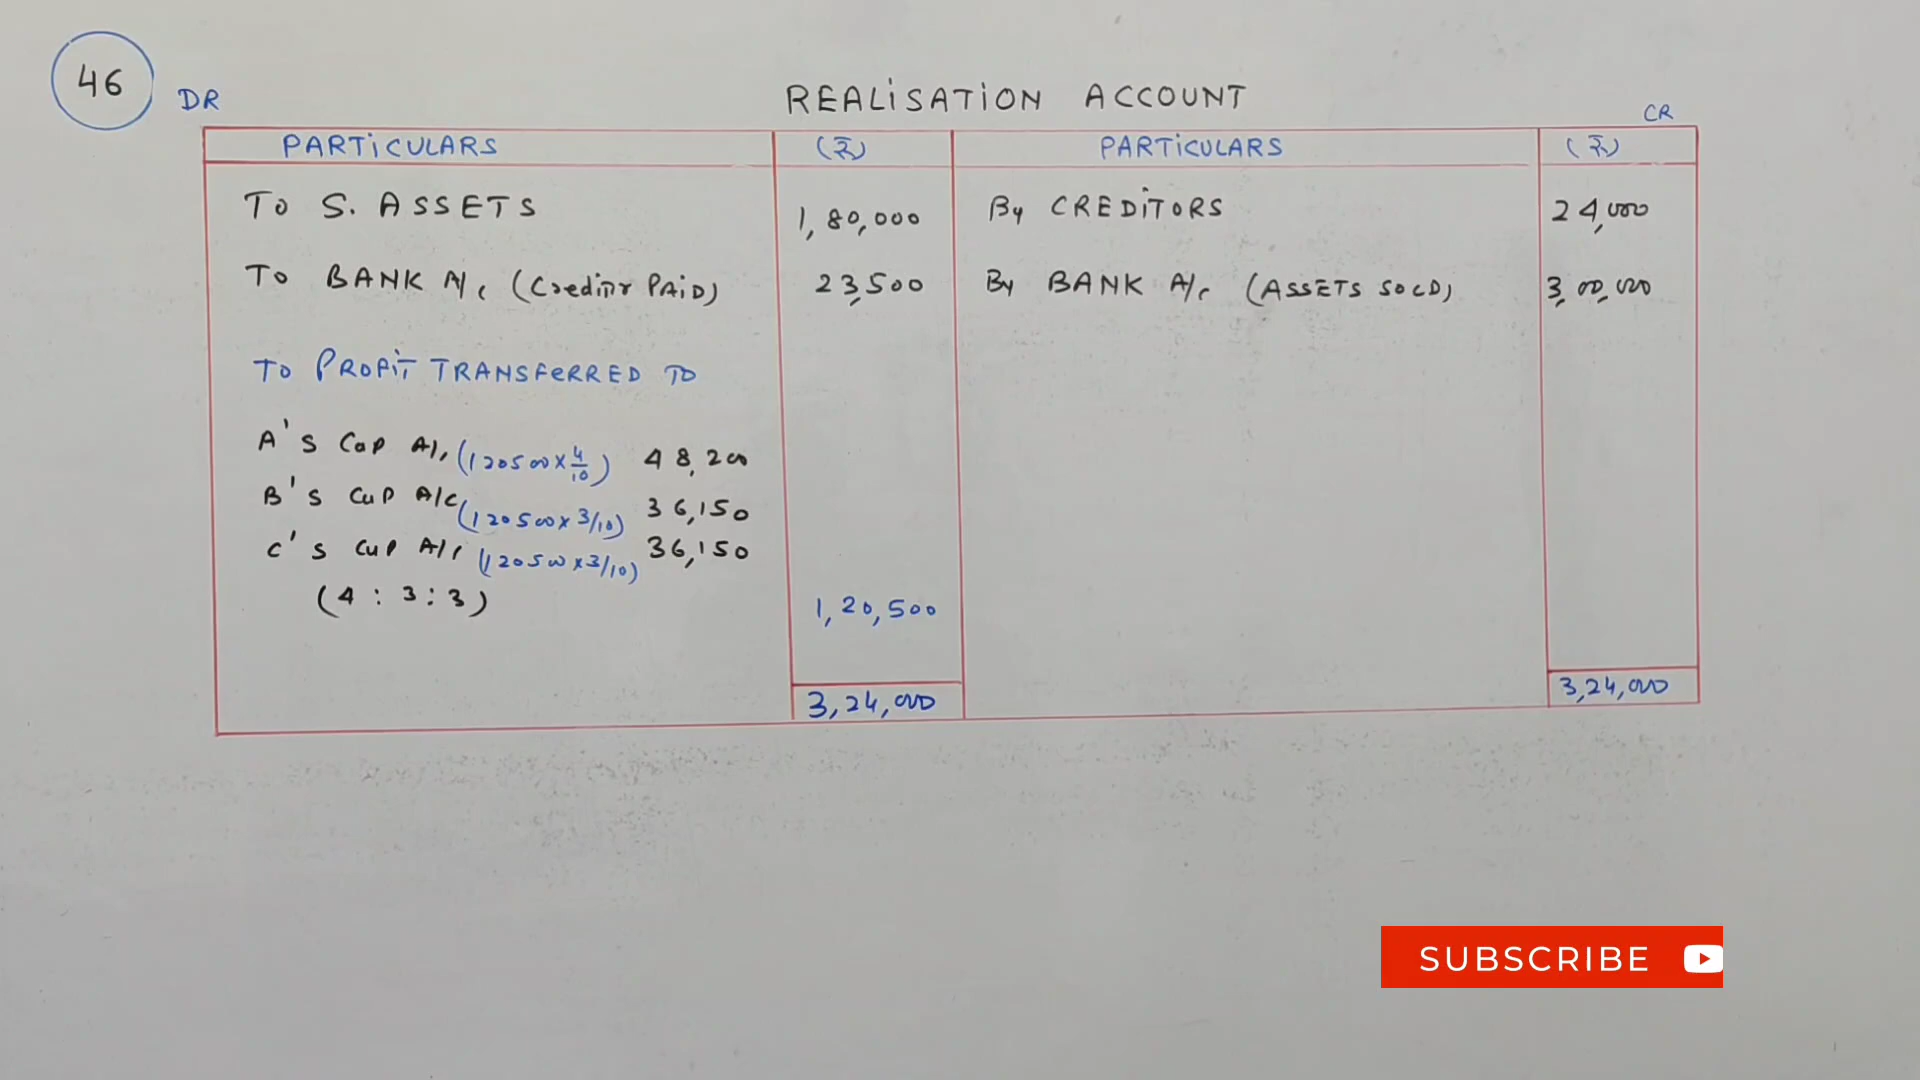 46
DR
REALiSATiON ACCOUNT
CR
PARTiCULARS (₹) PARTiCULARS (₹)
To S. ASSETS 1,80,000 By CREDiTORS 24,000
To BANK A/c (Creditor PAiD) 23,500 By BANK A/c (ASSETS SOLD) 3,00,000
To PROFiT TRANSFERRED TO
A's Cap A/c (120500 x 4/10) 48,200
B's Cap A/c (120500 x 3/10) 36,150
C's Cap A/c (120500 x 3/10) 36,150
(4 : 3 : 3) 1,20,500
3,24,000 3,24,000
SUBSCRIBE